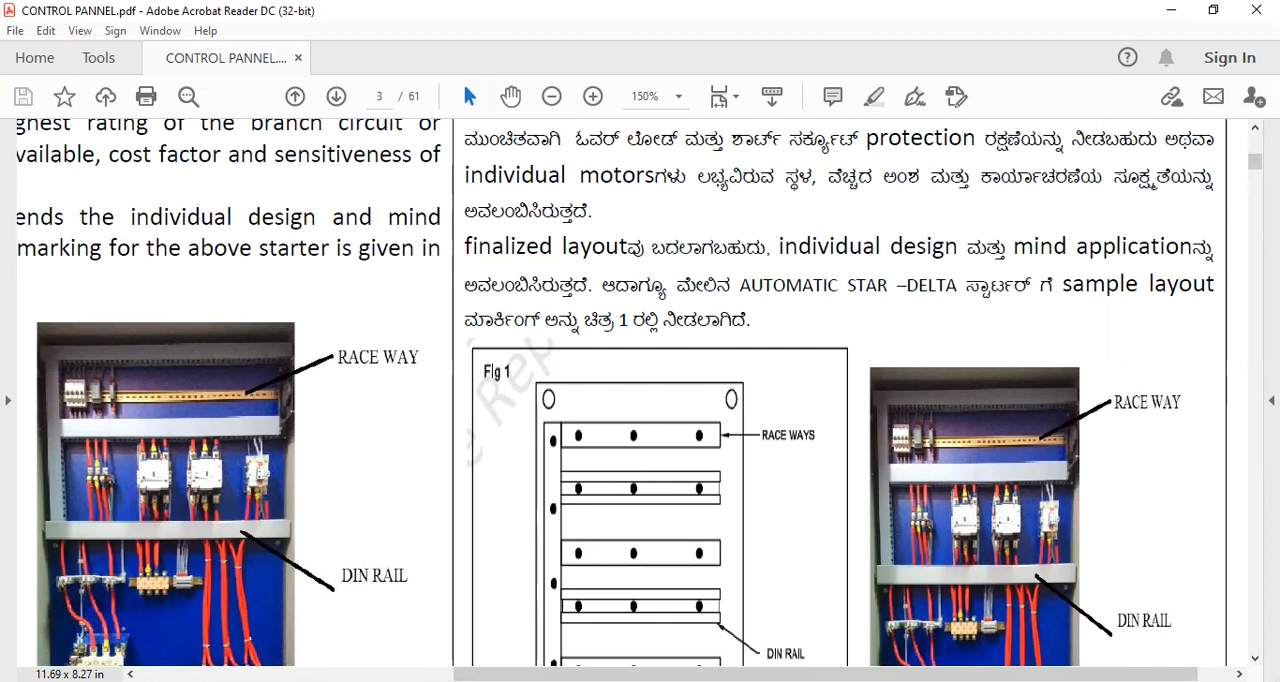 CONTROL PANNEL.pdf - Adobe Acrobat Reader DC (32-bit)
File Edit View Sign Window Help
Home Tools CONTROL PANNEL.... × Sign In
3 / 61 150%
ghest rating of the branch circuit or
vailable, cost factor and sensitiveness of
ends the individual design and mind
marking for the above starter is given in
RACE WAY
DIN RAIL
ಮುಂಚಿತವಾಗಿ ಓವರ್ ಲೋಡ್ ಮತ್ತು ಶಾರ್ಟ್ ಸರ್ಕ್ಯೂಟ್ protection ರಕ್ಷಣೆಯನ್ನು ನೀಡಬಹುದು ಅಥವಾ
individual motorsಗಳು ಲಭ್ಯವಿರುವ ಸ್ಥಳ, ವೆಚ್ಚದ ಅಂಶ ಮತ್ತು ಕಾರ್ಯಾಚರಣೆಯ ಸೂಕ್ಷ್ಮತೆಯನ್ನು
ಅವಲಂಬಿಸಿರುತ್ತದೆ.
finalized layoutವು ಬದಲಾಗಬಹುದು, individual design ಮತ್ತು mind applicationನ್ನು
ಅವಲಂಬಿಸಿರುತ್ತದೆ. ಆದಾಗ್ಯೂ ಮೇಲಿನ AUTOMATIC STAR –DELTA ಸ್ಟಾರ್ಟರ್ ಗೆ sample layout
ಮಾರ್ಕಿಂಗ್ ಅನ್ನು ಚಿತ್ರ 1 ರಲ್ಲಿ ನೀಡಲಾಗಿದೆ.
Fig 1
RACE WAYS
DIN RAIL
RACE WAY
DIN RAIL
11.69 x 8.27 in